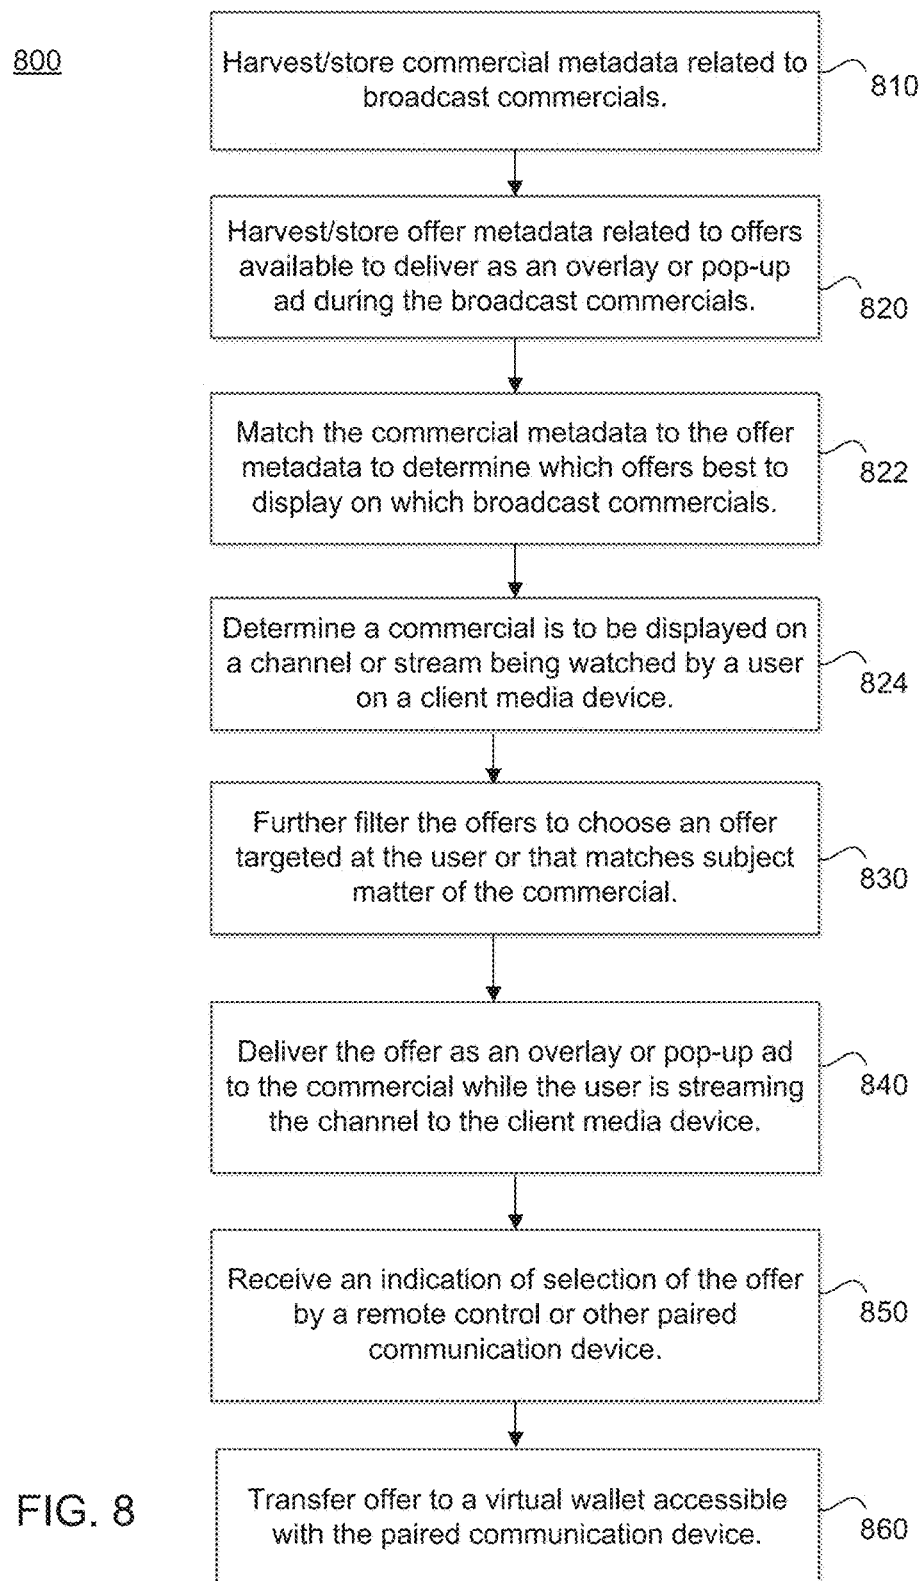 800
Harvest/store commercial metadata related to
broadcast commercials.
810
Harvest/store offer metadata related to offers
available to deliver as an overlay or pop-up
ad during the broadcast commercials.
820
Match the commercial metadata to the offer
metadata to determine which offers best to
display on which broadcast commercials.
822
Determine a commercial is to be displayed on
a channel or stream being watched by a user
on a client media device.
824
Further filter the offers to choose an offer
targeted at the user or that matches subject
matter of the commercial.
830
Deliver the offer as an overlay or pop-up ad
to the commercial while the user is streaming
the channel to the client media device.
840
Receive an indication of selection of the offer
by a remote control or other paired
communication device.
850
Transfer offer to a virtual wallet accessible
with the paired communication device.
860
FIG. 8